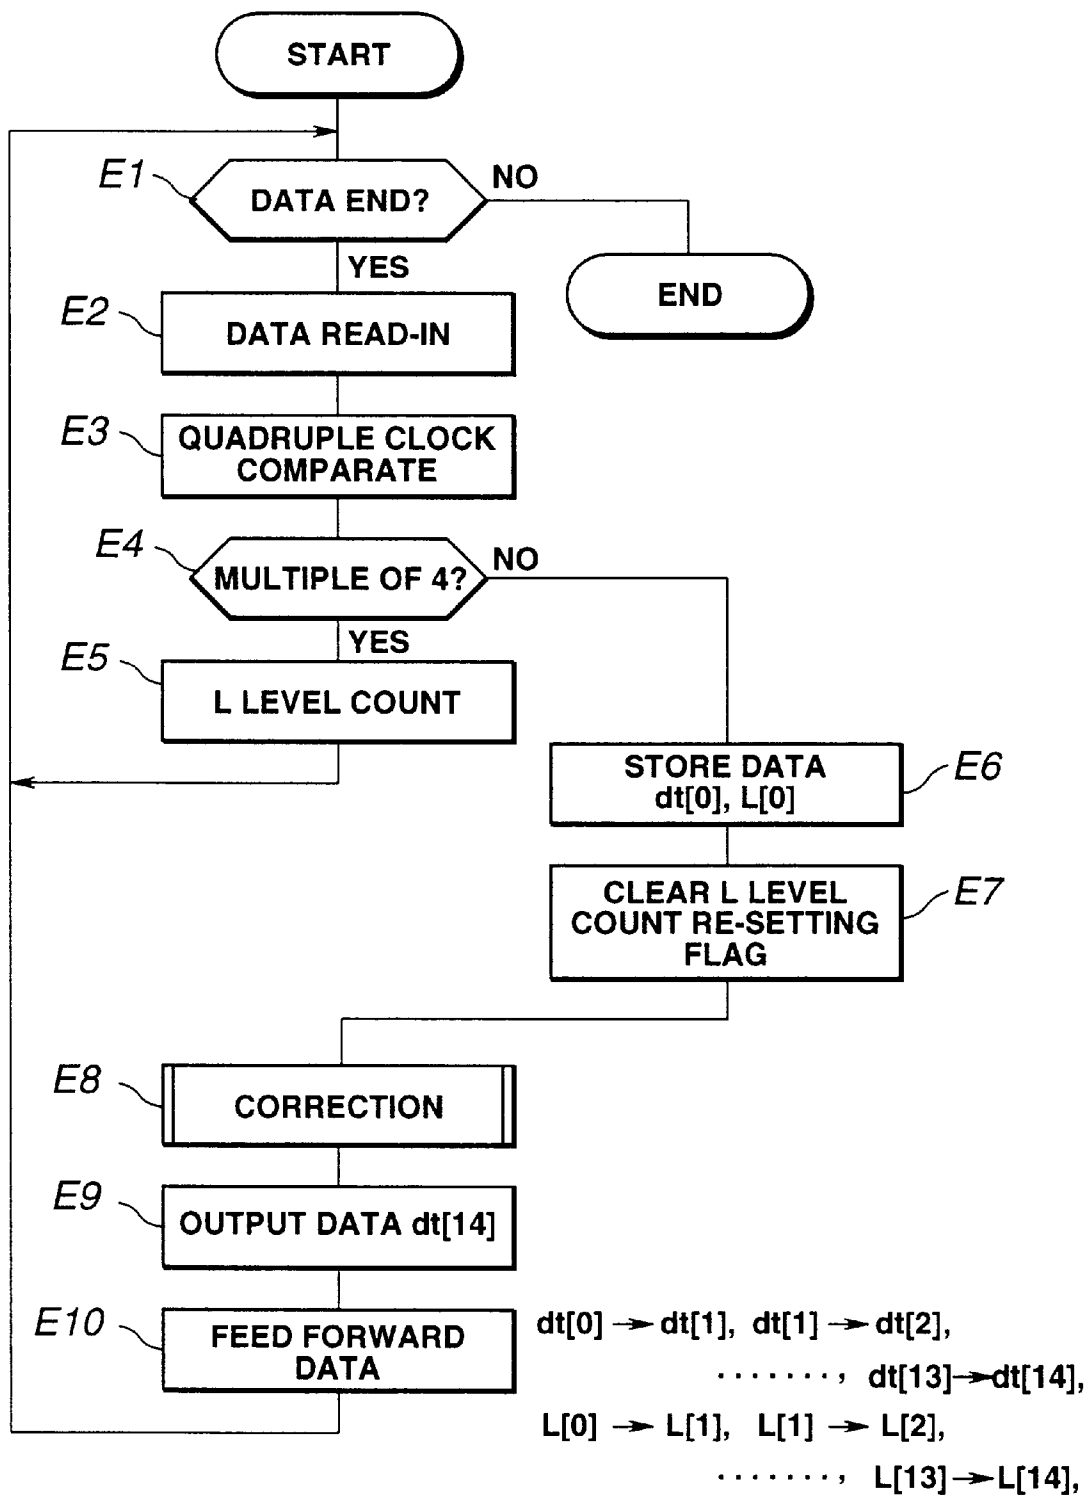 START
E1
DATA END?
NO
YES
END
E2
DATA READ-IN
E3
QUADRUPLE CLOCK
COMPARATE
E4
MULTIPLE OF 4?
NO
YES
E5
L LEVEL COUNT
STORE DATA
dt[0], L[0]
E6
CLEAR L LEVEL
COUNT RE-SETTING
FLAG
E7
E8
CORRECTION
E9
OUTPUT DATA dt[14]
E10
FEED FORWARD
DATA
dt[0] → dt[1], dt[1] → dt[2],
·······, dt[13]→dt[14],
L[0] → L[1], L[1] → L[2],
·······, L[13]→L[14],